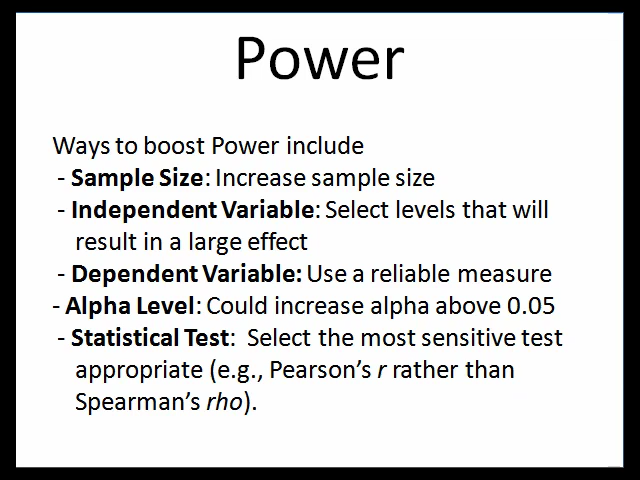 Power
Ways to boost Power include
- Sample Size: Increase sample size
- Independent Variable: Select levels that will
result in a large effect
- Dependent Variable: Use a reliable measure
- Alpha Level: Could increase alpha above 0.05
- Statistical Test:  Select the most sensitive test
appropriate (e.g., Pearson’s r rather than
Spearman’s rho).